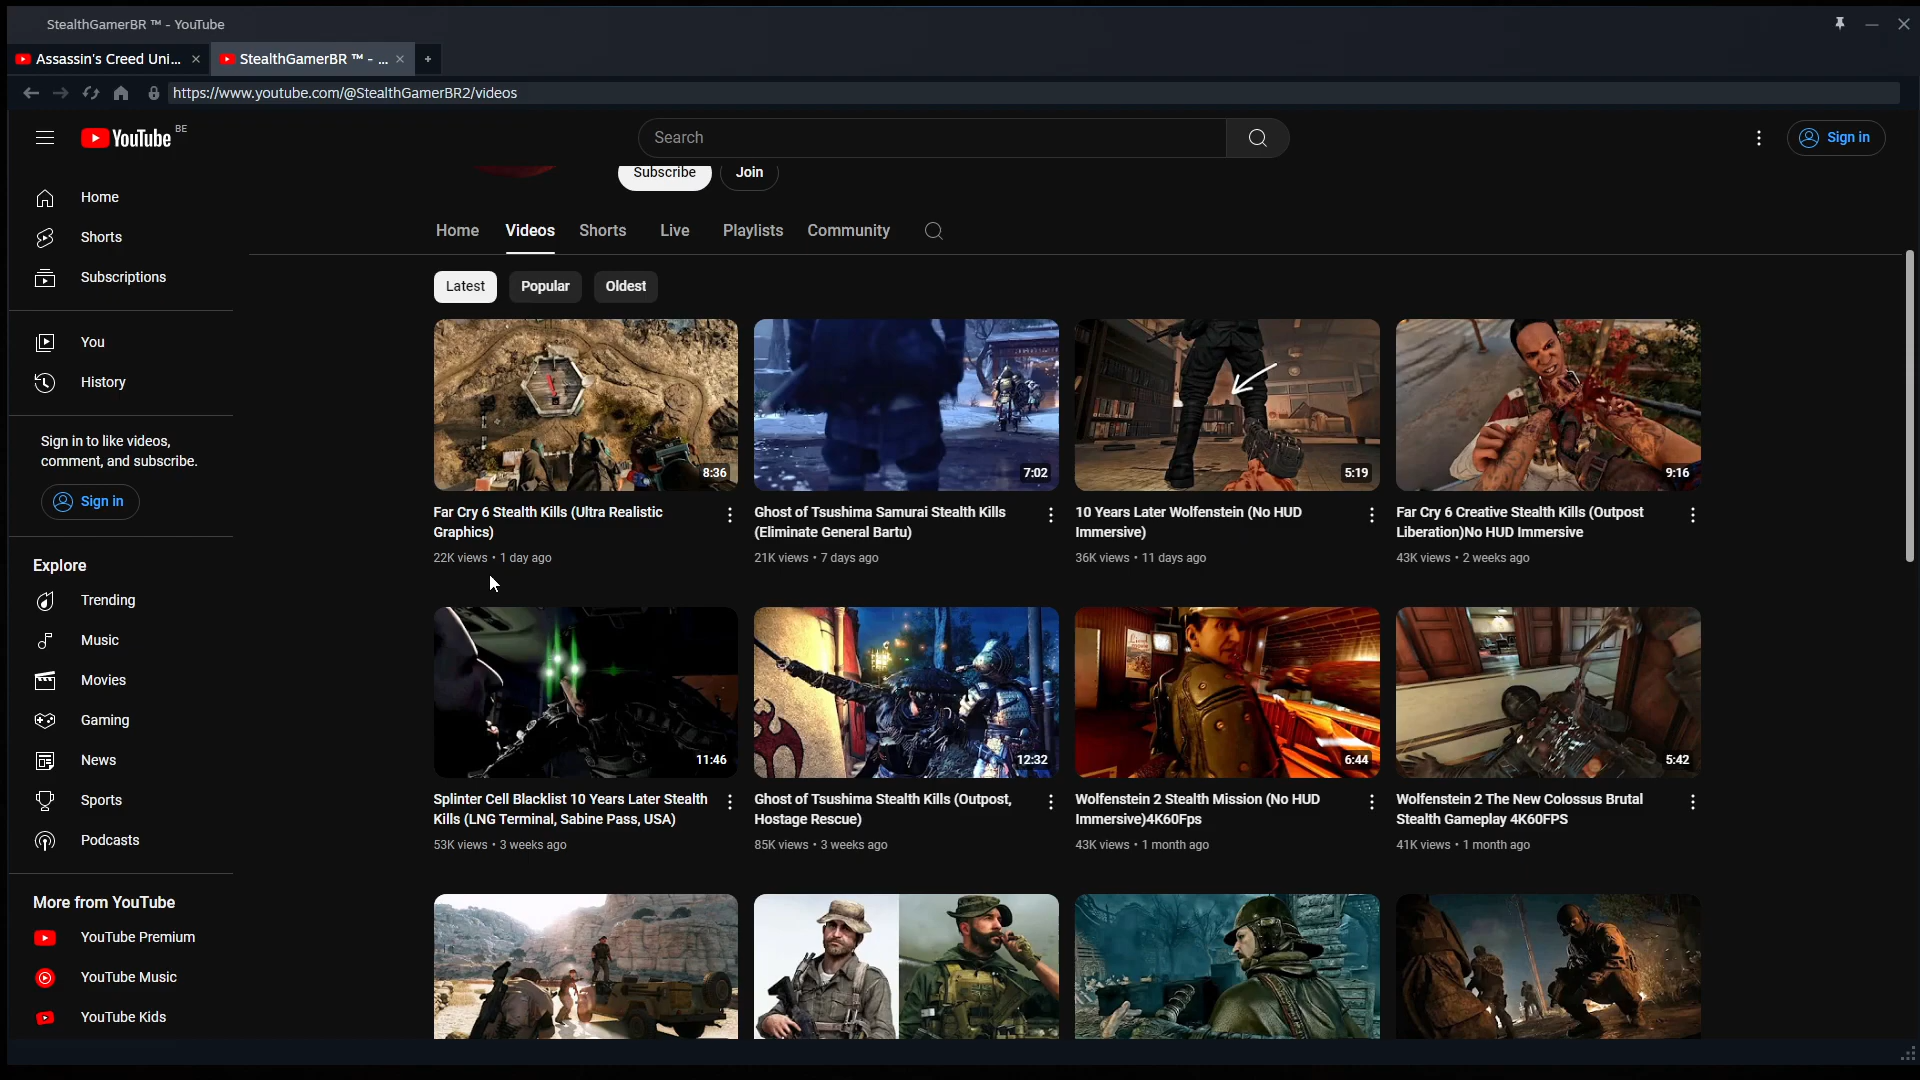 StealthGamerBR ™ - YouTube
Assassin's Creed Uni...
StealthGamerBR ™ - ...
https://www.youtube.com/@StealthGamerBR2/videos
YouTube BE
Search
Sign in
Subscribe
Join
Home
Shorts
Subscriptions
You
History
Sign in to like videos,
comment, and subscribe.
Sign in
Explore
Trending
Music
Movies
Gaming
News
Sports
Podcasts
More from YouTube
YouTube Premium
YouTube Music
YouTube Kids
Home Videos Shorts Live Playlists Community
Latest Popular Oldest
8:36
Far Cry 6 Stealth Kills (Ultra Realistic
Graphics)
22K views • 1 day ago
7:02
Ghost of Tsushima Samurai Stealth Kills
(Eliminate General Bartu)
21K views • 7 days ago
5:19
10 Years Later Wolfenstein (No HUD
Immersive)
36K views • 11 days ago
9:16
Far Cry 6 Creative Stealth Kills (Outpost
Liberation)No HUD Immersive
43K views • 2 weeks ago
11:46
Splinter Cell Blacklist 10 Years Later Stealth
Kills (LNG Terminal, Sabine Pass, USA)
53K views • 3 weeks ago
12:32
Ghost of Tsushima Stealth Kills (Outpost,
Hostage Rescue)
85K views • 3 weeks ago
6:44
Wolfenstein 2 Stealth Mission (No HUD
Immersive)4K60Fps
43K views • 1 month ago
5:42
Wolfenstein 2 The New Colossus Brutal
Stealth Gameplay 4K60FPS
41K views • 1 month ago